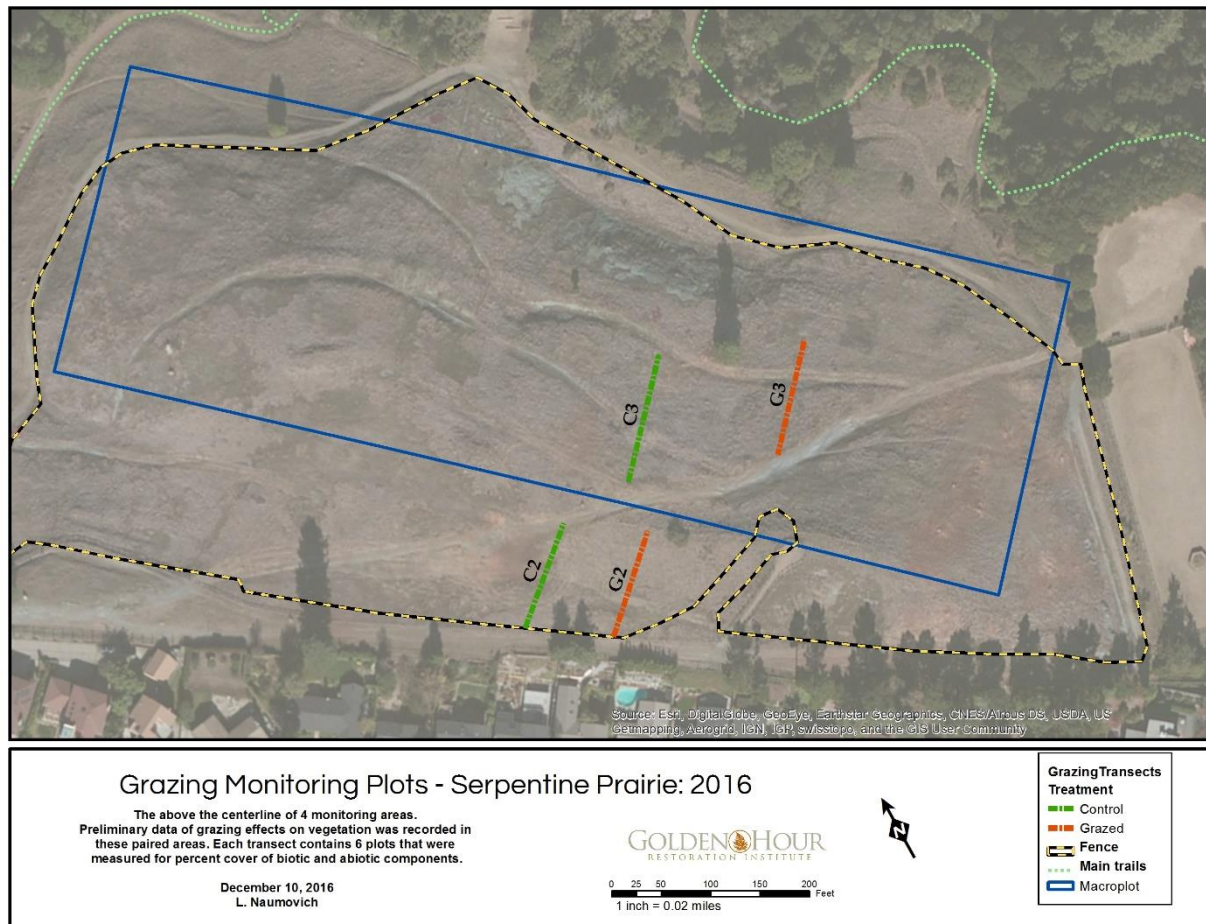 C3
G3
C2
G2
Source: Esri, DigitalGlobe, GeoEye, Earthstar Geographics, CNES/Airbus DS, USDA, US
Getmapping, Aerogrid, IGN, IGP, swisstopo, and the GIS User Community
Grazing Monitoring Plots - Serpentine Prairie: 2016
The above the centerline of 4 monitoring areas.
Preliminary data of grazing effects on vegetation was recorded in
these paired areas. Each transect contains 6 plots that were
measured for percent cover of biotic and abiotic components.
December 10, 2016
L. Naumovich
GOLDEN HOUR
RESTORATION INSTITUTE
0 25 50 100 150 200
Feet
1 inch = 0.02 miles
N
GrazingTransects
Treatment
Control
Grazed
Fence
Main trails
Macroplot